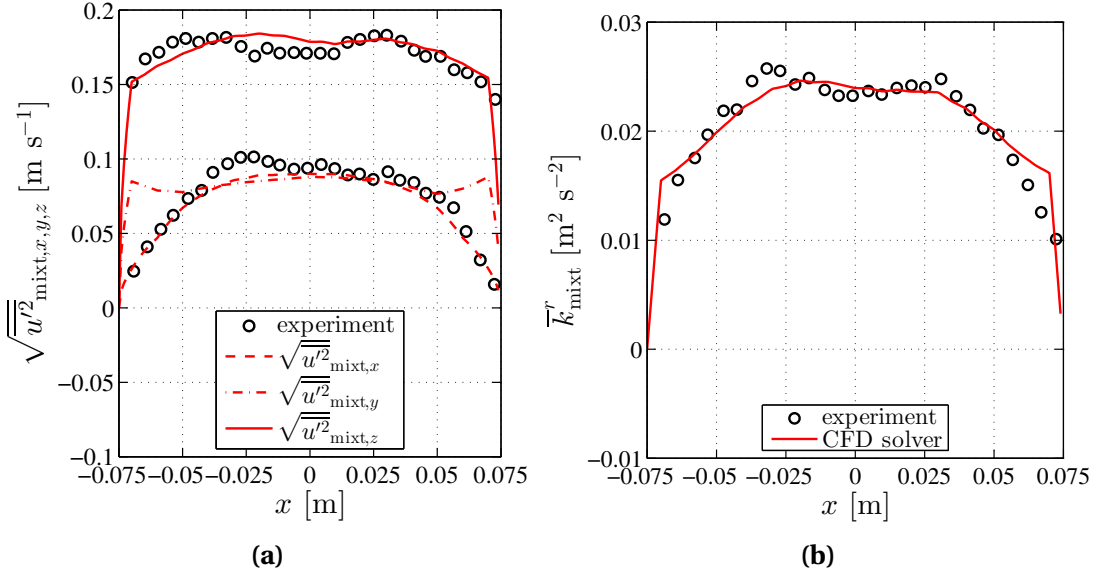 0.2
0.15
0.1
0.05
0
−0.05
−0.1
−0.075
−0.05
−0.025
0
0.025
0.05
0.075
x [m]
√u′²mixt,x,y,z [m s⁻¹]
experiment
√u′²mixt,x
√u′²mixt,y
√u′²mixt,z
(a)
0.03
0.02
0.01
0
−0.01
−0.075
−0.05
−0.025
0
0.025
0.05
0.075
x [m]
k̅ʳmixt [m² s⁻²]
experiment
CFD solver
(b)